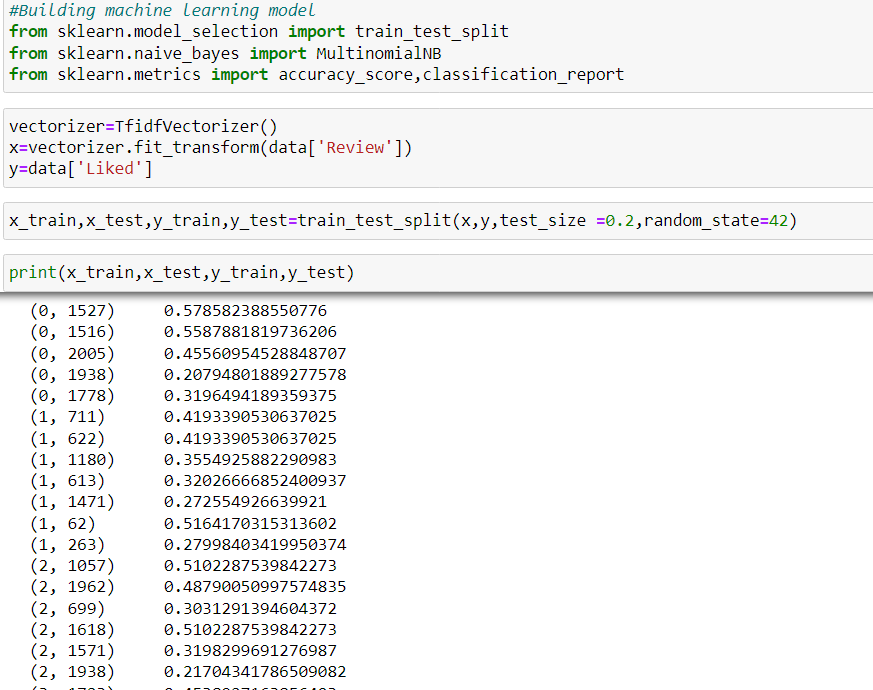 #Building machine learning model
from sklearn.model_selection import train_test_split
from sklearn.naive_bayes import MultinomialNB
from sklearn.metrics import accuracy_score,classification_report
vectorizer=TfidfVectorizer()
x=vectorizer.fit_transform(data['Review'])
y=data['Liked']
x_train,x_test,y_train,y_test=train_test_split(x,y,test_size =0.2,random_state=42)
print(x_train,x_test,y_train,y_test)
(0, 1527) 0.578582388550776
(0, 1516) 0.5587881819736206
(0, 2005) 0.45560954528848707
(0, 1938) 0.20794801889277578
(0, 1778) 0.3196494189359375
(1, 711) 0.4193390530637025
(1, 622) 0.4193390530637025
(1, 1180) 0.3554925882290983
(1, 613) 0.32026666852400937
(1, 1471) 0.272554926639921
(1, 62) 0.5164170315313602
(1, 263) 0.27998403419950374
(2, 1057) 0.5102287539842273
(2, 1962) 0.48790050997574835
(2, 699) 0.3031291394604372
(2, 1618) 0.5102287539842273
(2, 1571) 0.3198299691276987
(2, 1938) 0.21704341786509082